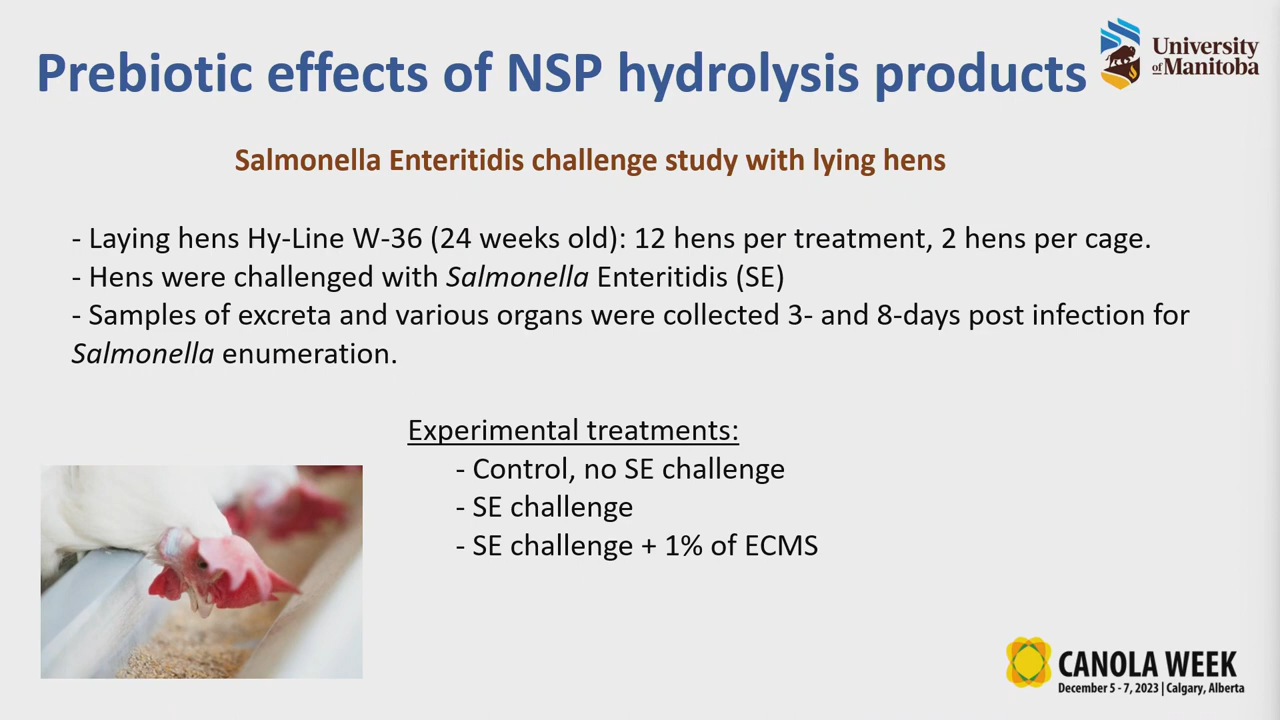 Prebiotic effects of NSP hydrolysis products
University
of Manitoba
Salmonella Enteritidis challenge study with lying hens
- Laying hens Hy-Line W-36 (24 weeks old): 12 hens per treatment, 2 hens per cage.
- Hens were challenged with Salmonella Enteritidis (SE)
- Samples of excreta and various organs were collected 3- and 8-days post infection for
Salmonella enumeration.
Experimental treatments:
- Control, no SE challenge
- SE challenge
- SE challenge + 1% of ECMS
CANOLA WEEK
December 5 - 7, 2023 | Calgary, Alberta